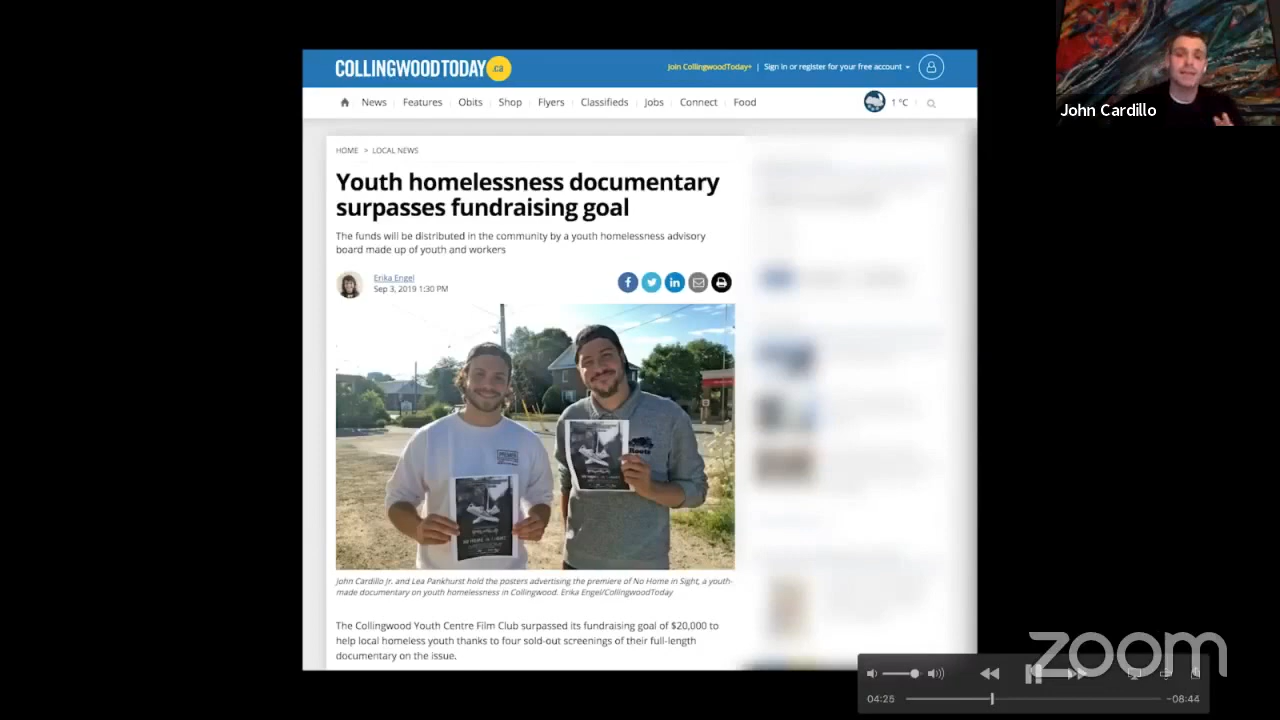 COLLINGWOODTODAY.ca
Join CollingwoodToday+ | Sign in or register for your free account
News Features Obits Shop Flyers Classifieds Jobs Connect Food
1 °C
HOME > LOCAL NEWS
Youth homelessness documentary
surpasses fundraising goal
The funds will be distributed in the community by a youth homelessness advisory
board made up of youth and workers
Erika Engel
Sep 3, 2019 1:30 PM
Roots
John Cardillo Jr. and Lea Pankhurst hold the posters advertising the premiere of No Home in Sight, a youth-
made documentary on youth homelessness in Collingwood. Erika Engel/CollingwoodToday
The Collingwood Youth Centre Film Club surpassed its fundraising goal of $20,000 to
help local homeless youth thanks to four sold-out screenings of their full-length
documentary on the issue.
John Cardillo
zoom
04:25
-08:44